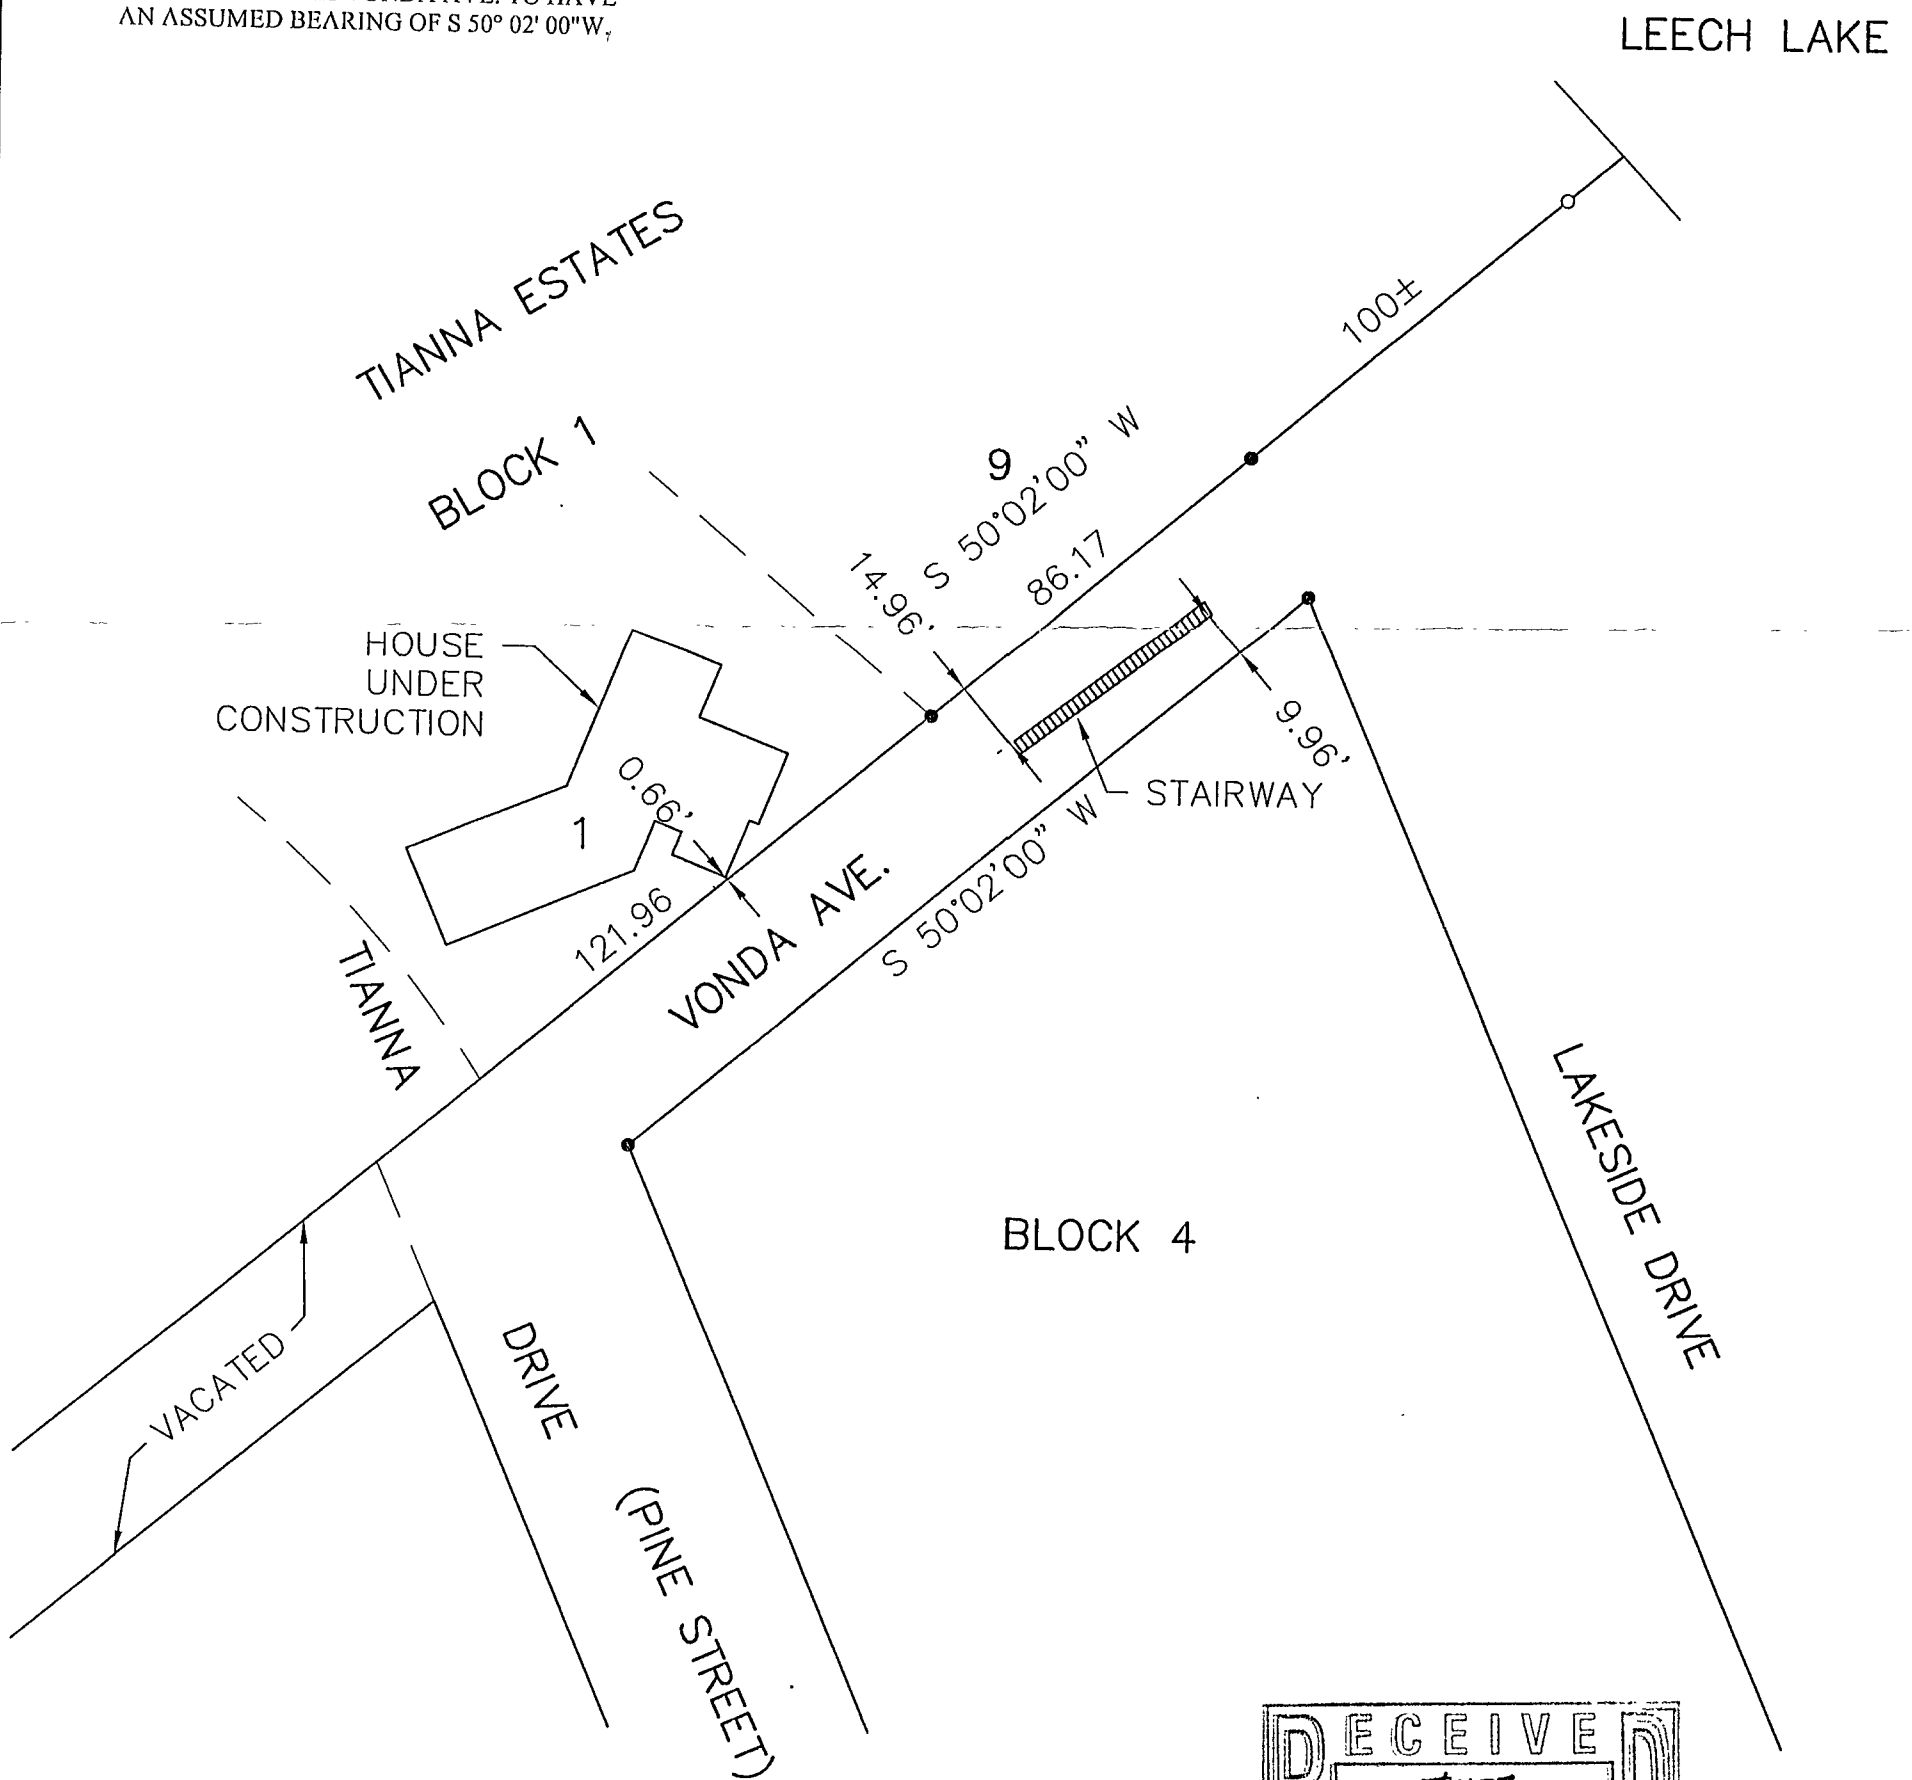 AN ASSUMED BEARING OF S 50° 02' 00"W,
LEECH LAKE
TIANNA ESTATES
BLOCK 1
100±
9
S 50°02'00" W
86.17
14.96'
HOUSE
UNDER
CONSTRUCTION
0.66'
1
9.96'
STAIRWAY
121.96
VONDA AVE.
S 50°02'00" W
TIANNA
LAKESIDE DRIVE
BLOCK 4
VACATED
DRIVE
(PINE STREET)
ECEIVE